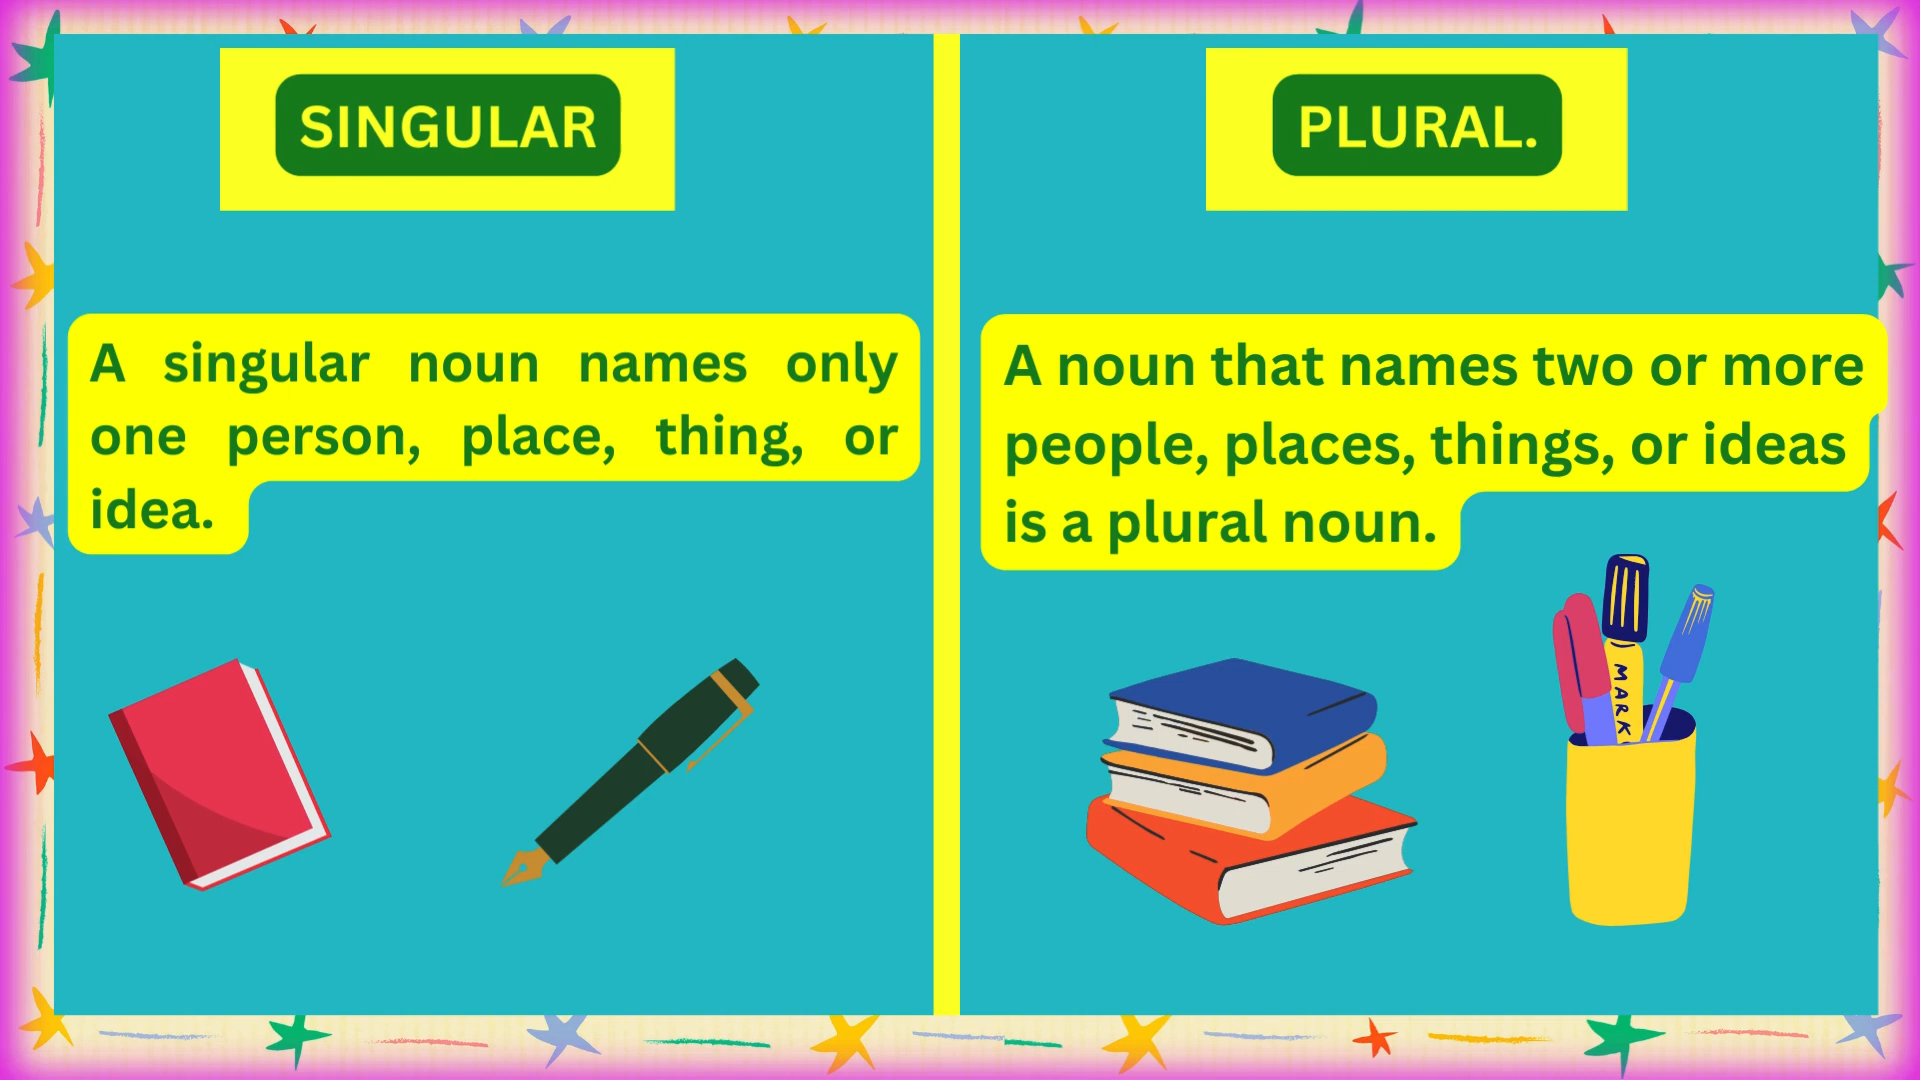 SINGULAR
A singular noun names only
one person, place, thing, or
idea.
PLURAL.
A noun that names two or more
people, places, things, or ideas
is a plural noun.
MARK